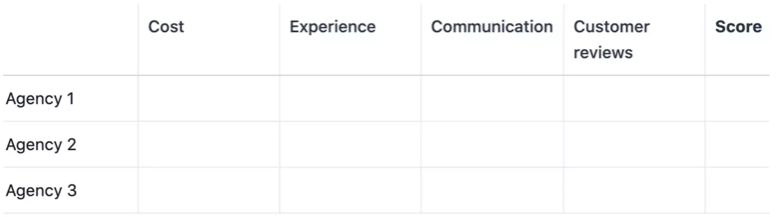 Cost Experience Communication Customer reviews Score
Agency 1
Agency 2
Agency 3